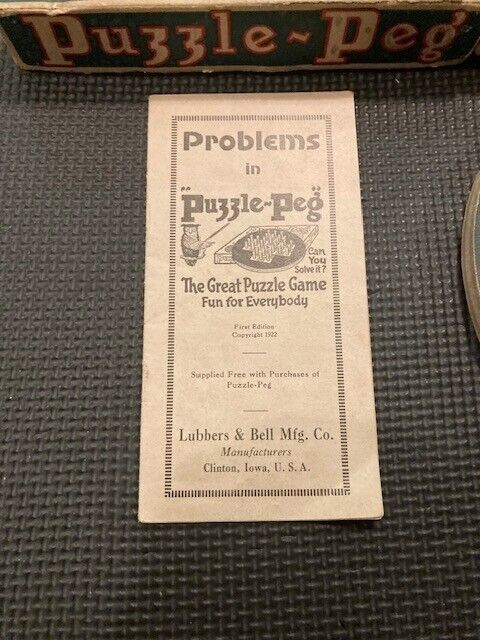 Puzzle~Peg
Problems
in
"Puzzle~Peg"
Can
You
Solve it?
The Great Puzzle Game
Fun for Everybody
First Edition
Copyright 1922
Supplied Free with Purchases of
Puzzle-Peg
Lubbers & Bell Mfg. Co.
Manufacturers
Clinton, Iowa, U. S. A.